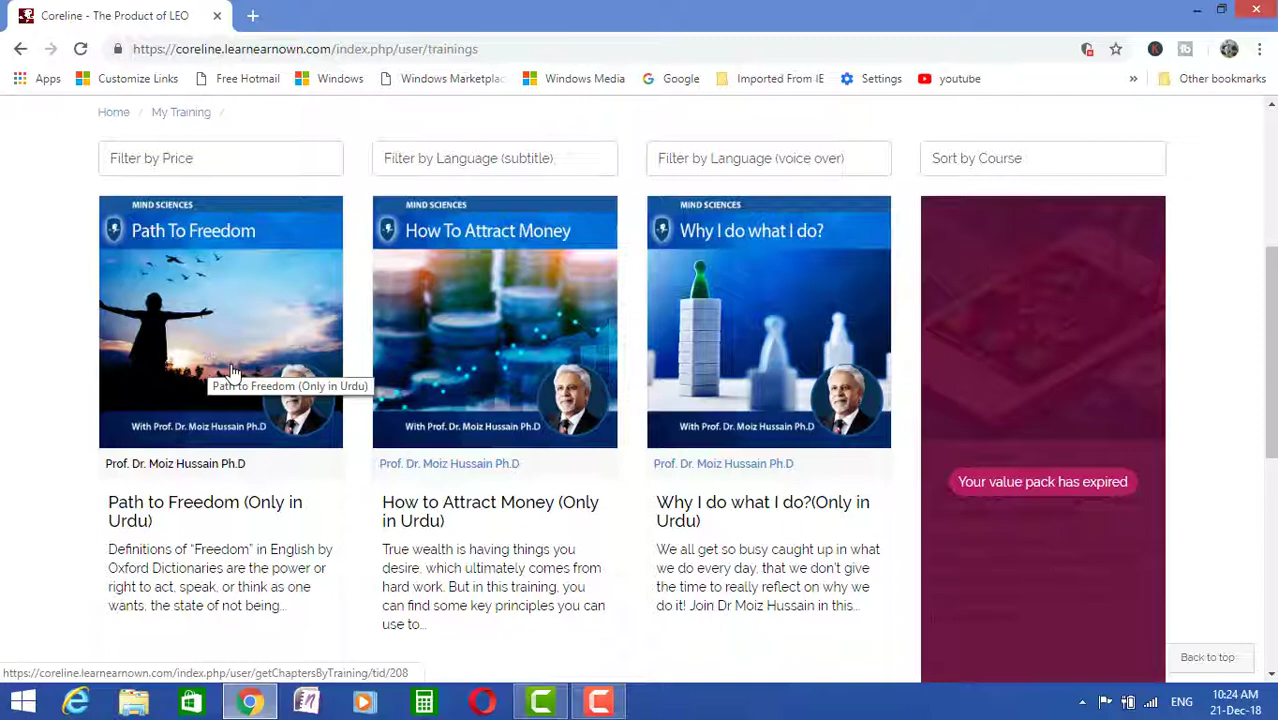 Coreline - The Product of LEO
https://coreline.learnearnown.com/index.php/user/trainings
Apps Customize Links Free Hotmail Windows Windows Marketplac Windows Media Google Imported From IE Settings youtube » Other bookmarks
Home / My Training /
Filter by Price Filter by Language (subtitle) Filter by Language (voice over) Sort by Course
MIND SCIENCES
Path To Freedom
With Prof. Dr. Moiz Hussain Ph.D
Prof. Dr. Moiz Hussain Ph.D
Path to Freedom (Only in Urdu)
Path to Freedom (Only in
Urdu)
Definitions of “Freedom” in English by
Oxford Dictionaries are the power or
right to act, speak, or think as one
wants, the state of not being...
MIND SCIENCES
How To Attract Money
With Prof. Dr. Moiz Hussain Ph.D
Prof. Dr. Moiz Hussain Ph.D
How to Attract Money (Only
in Urdu)
True wealth is having things you
desire, which ultimately comes from
hard work. But in this training, you
can find some key principles you can
use to...
MIND SCIENCES
Why I do what I do?
With Prof. Dr. Moiz Hussain Ph.D
Prof. Dr. Moiz Hussain Ph.D
Why I do what I do?(Only in
Urdu)
We all get so busy caught up in what
we do every day, that we don't give
the time to really reflect on why we
do it! Join Dr Moiz Hussain in this...
Your value pack has expired
Back to top
https://coreline.learnearnown.com/index.php/user/getChaptersByTraining/tid/208
ENG
10:24 AM
21-Dec-18